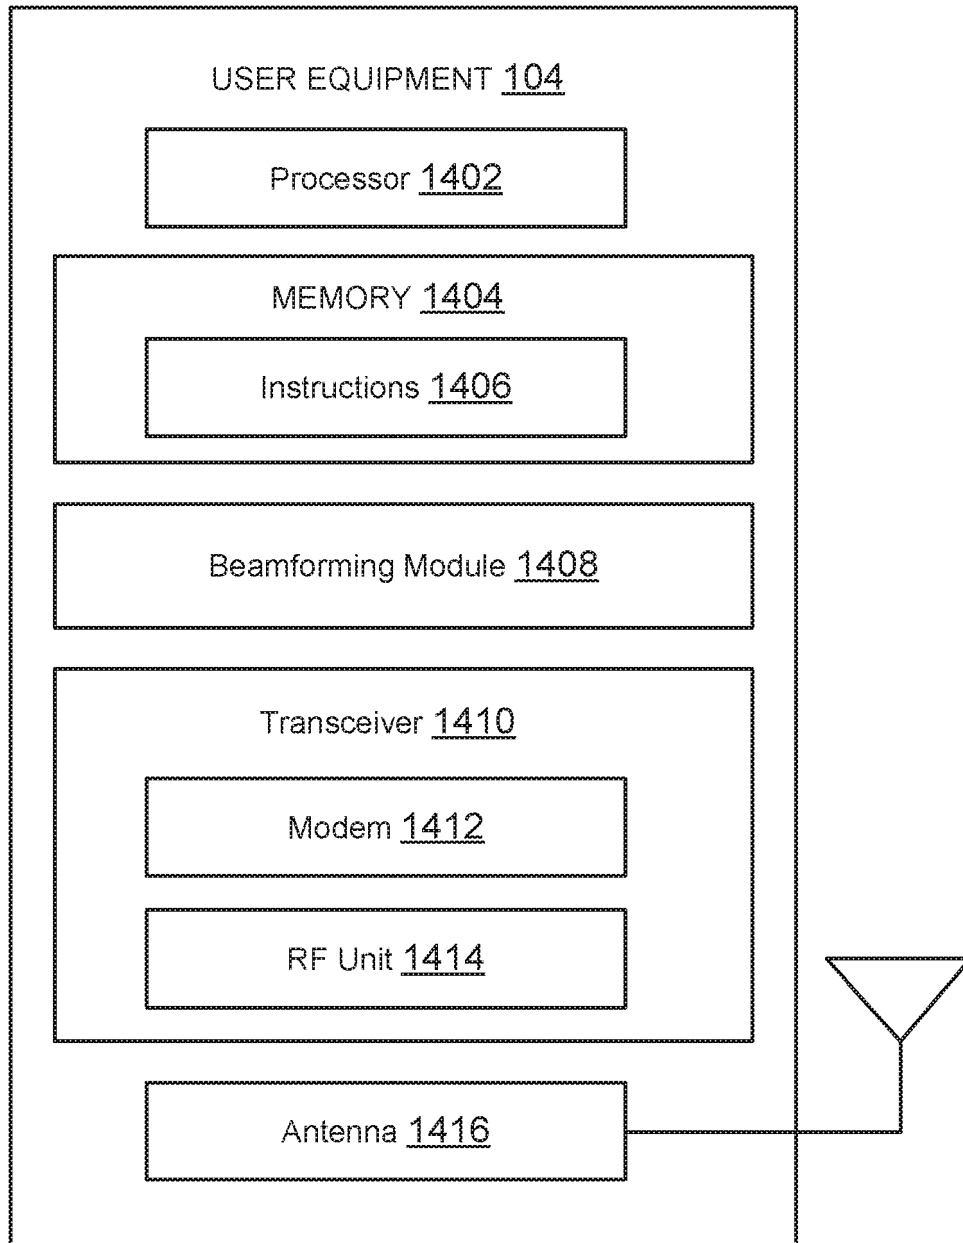 USER EQUIPMENT 104
Processor 1402
MEMORY 1404
Instructions 1406
Beamforming Module 1408
Transceiver 1410
Modem 1412
RF Unit 1414
Antenna 1416